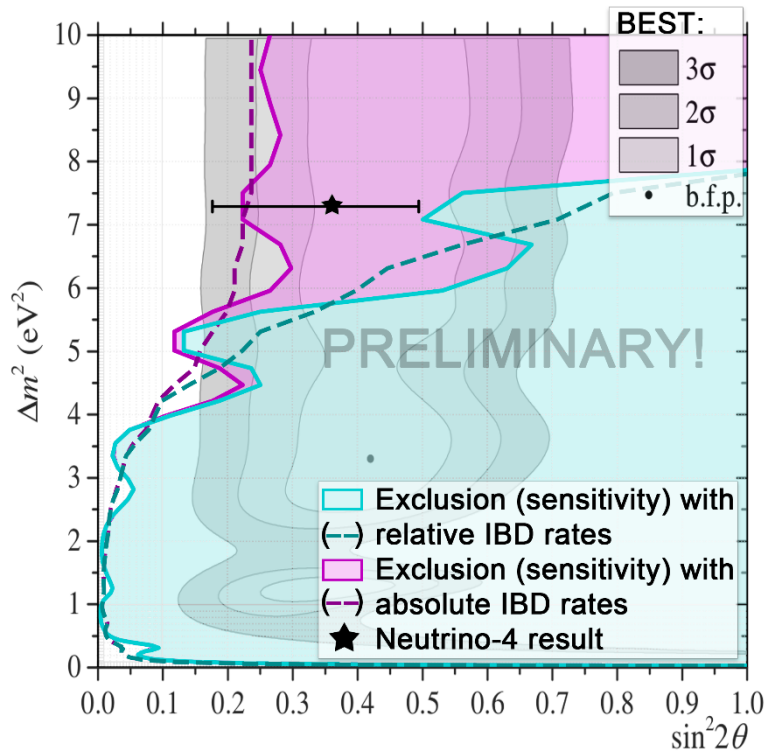 BEST:
3σ
2σ
1σ
b.f.p.
10
9
8
7
6
5
4
3
2
1
0
Δm² (eV²)
PRELIMINARY!
Exclusion (sensitivity) with
(--) relative IBD rates
Exclusion (sensitivity) with
(--) absolute IBD rates
Neutrino-4 result
0.0 0.1 0.2 0.3 0.4 0.5 0.6 0.7 0.8 0.9 1.0
sin²2θ